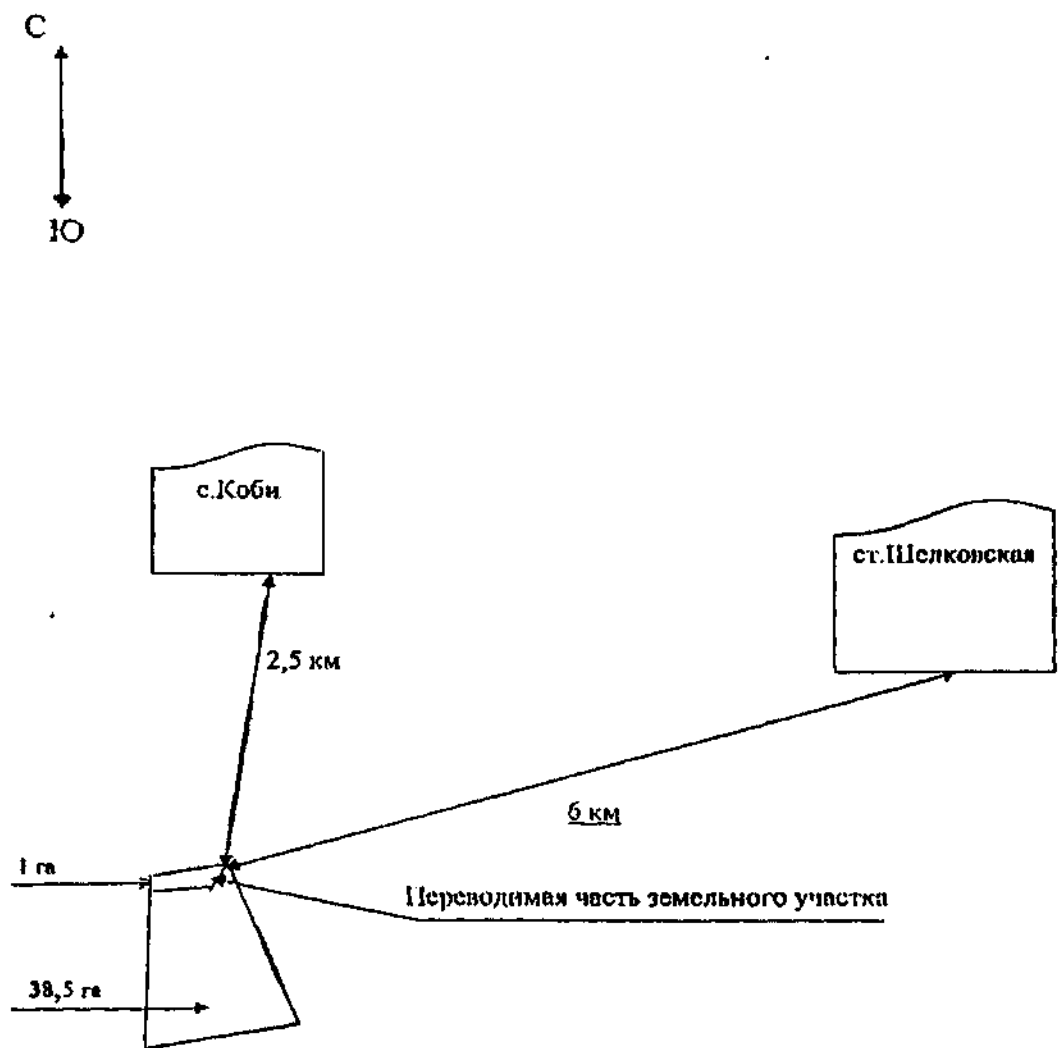 С
Ю
с.Коби
ст.Шелковская
2,5 км
6 км
1 га
Переводимая часть земельного участка
38,5 га